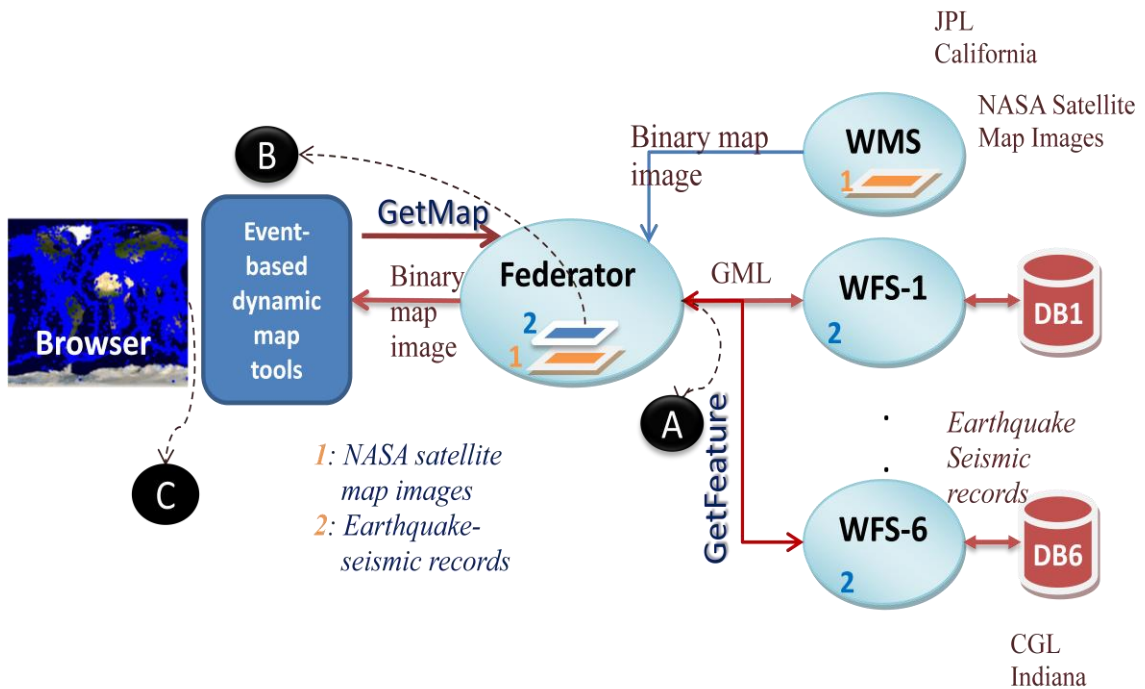 JPL
California
NASA Satellite
Map Images
WMS
1
Binary map
image
B
GetMap
Event-
based
dynamic
map
tools
Browser
Binary
map
image
Federator
2
1
GML
WFS-1
2
DB1
A
C
GetFeature
.
.
Earthquake
Seismic
records
1: NASA satellite
map images
2: Earthquake-
seismic records
WFS-6
2
DB6
CGL
Indiana